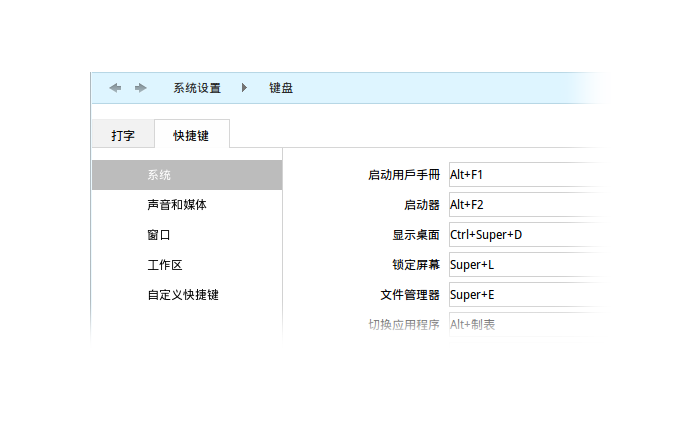 系统设置 键盘
打字 快捷键
系统
声音和媒体
窗口
工作区
自定义快捷键
启动用戶手冊 Alt+F1
启动器 Alt+F2
显示桌面 Ctrl+Super+D
锁定屏幕 Super+L
文件管理器 Super+E
切换应用程序 Alt+制表